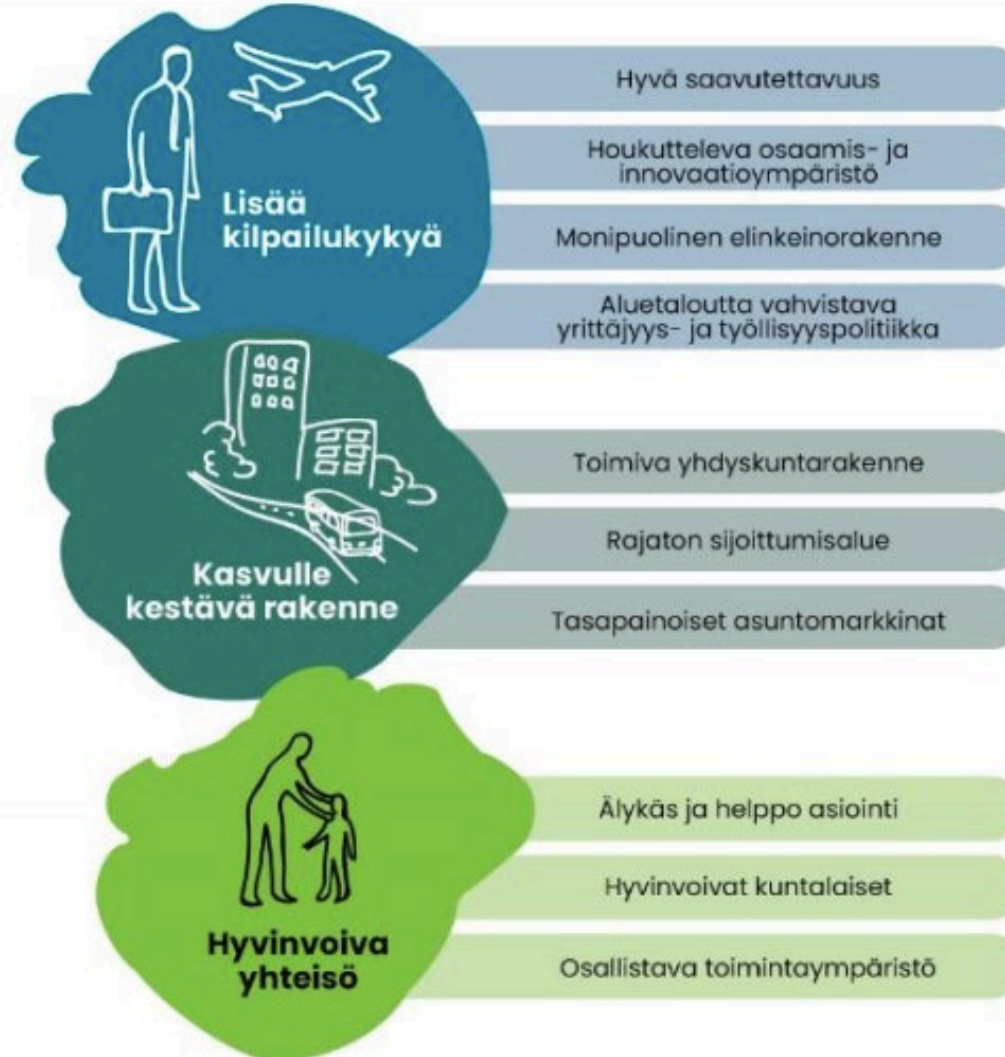 Lisää
kilpailukykyä
Hyvä saavutettavuus
Houkutteleva osaamis- ja
innovaatioympäristö
Monipuolinen elinkeinorakenne
Aluetaloutta vahvistava
yrittäjyys- ja työllisyyspolitiikka
Kasvulle
kestävä rakenne
Toimiva yhdyskuntarakenne
Rajaton sijoittumisalue
Tasapainoiset asuntomarkkinat
Hyvinvoiva
yhteisö
Älykäs ja helppo asiointi
Hyvinvoivat kuntalaiset
Osallistava toimintaympäristö